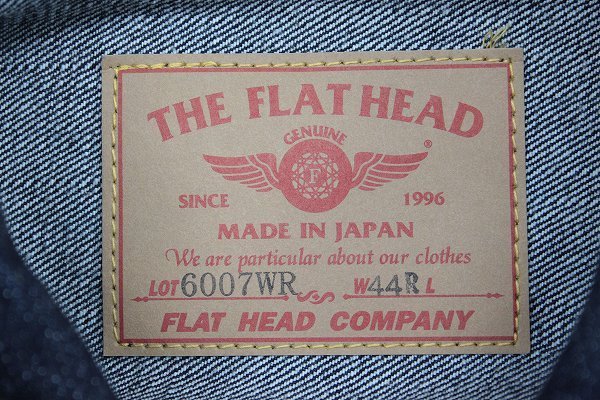 THE FLAT HEAD
GENUINE
F
®
SINCE 1996
MADE IN JAPAN
We are particular about our clothes
LOT 6007WR W44R L
FLAT HEAD COMPANY